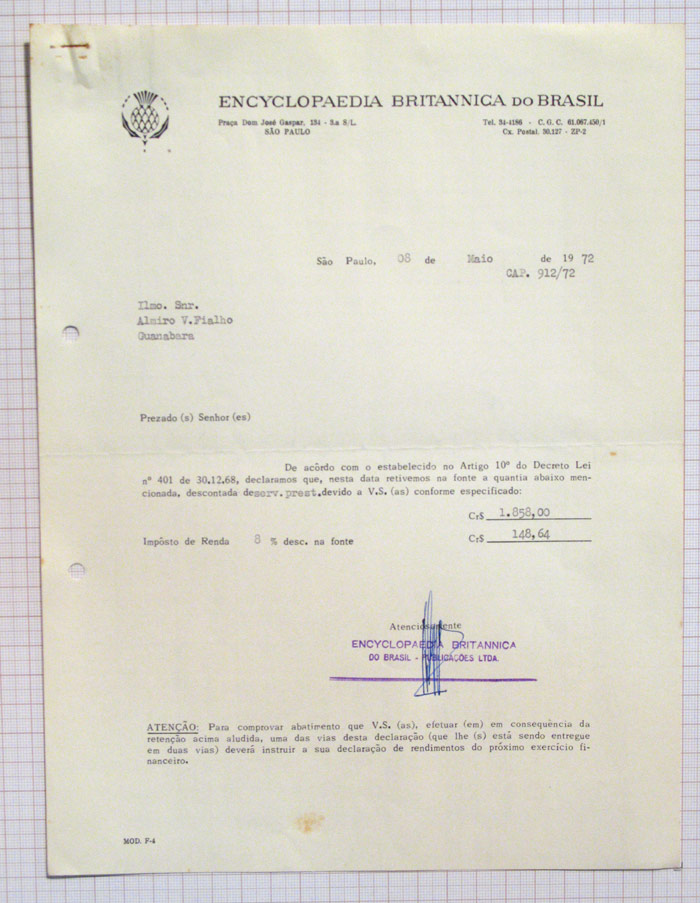 ENCYCLOPAEDIA BRITANNICA DO BRASIL
Praça Dom José Gaspar, 134 - 3.a S/L.
SÃO PAULO
Tel. 34-4186 - C. G. C. 61.067.450/1
Cx. Postal, 30.127 - ZP-2
São Paulo, 08 de Maio de 19 72
CAP. 912/72
Ilmo. Snr.
Almiro V.Fialho
Guanabara
Prezado (s) Senhor (es)
De acôrdo com o estabelecido no Artigo 10º do Decreto Lei
nº 401 de 30.12.68, declaramos que, nesta data retivemos na fonte a quantia abaixo men-
cionada, descontada de serv.prest. devido a V.S. (as) conforme especificado:
Cr$ 1.858,00
Impôsto de Renda 8 % desc. na fonte Cr$ 148,64
Atenciosamente
ENCYCLOPAEDIA BRITANNICA
DO BRASIL - PUBLICAÇÕES LTDA.
ATENÇÃO: Para comprovar abatimento que V.S. (as), efetuar (em) em consequência da
retenção acima aludida, uma das vias desta declaração (que lhe (s) está sendo entregue
em duas vias) deverá instruir a sua declaração de rendimentos do próximo exercício fi-
nanceiro.
MOD. F-4